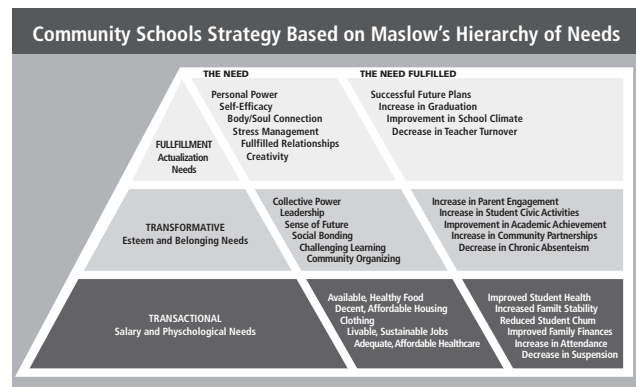 Community Schools Strategy Based on Maslow's Hierarchy of Needs
THE NEED
THE NEED FULFILLED
FULLFILLMENT
Actualization
Needs
Personal Power
Self-Efficacy
Body/Soul Connection
Stress Management
Fullfilled Relationships
Creativity
Successful Future Plans
Increase in Graduation
Improvement in School Climate
Decrease in Teacher Turnover
TRANSFORMATIVE
Esteem and Belonging Needs
Collective Power
Leadership
Sense of Future
Social Bonding
Challenging Learning
Community Organizing
Increase in Parent Engagement
Increase in Student Civic Activities
Improvement in Academic Achievement
Increase in Community Partnerships
Decrease in Chronic Absenteism
TRANSACTIONAL
Salary and Physchological Needs
Available, Healthy Food
Decent, Affordable Housing
Clothing
Livable, Sustainable Jobs
Adequate, Affordable Healthcare
Improved Student Health
Increased Familt Stability
Reduced Student Chum
Improved Family Finances
Increase in Attendance
Decrease in Suspension